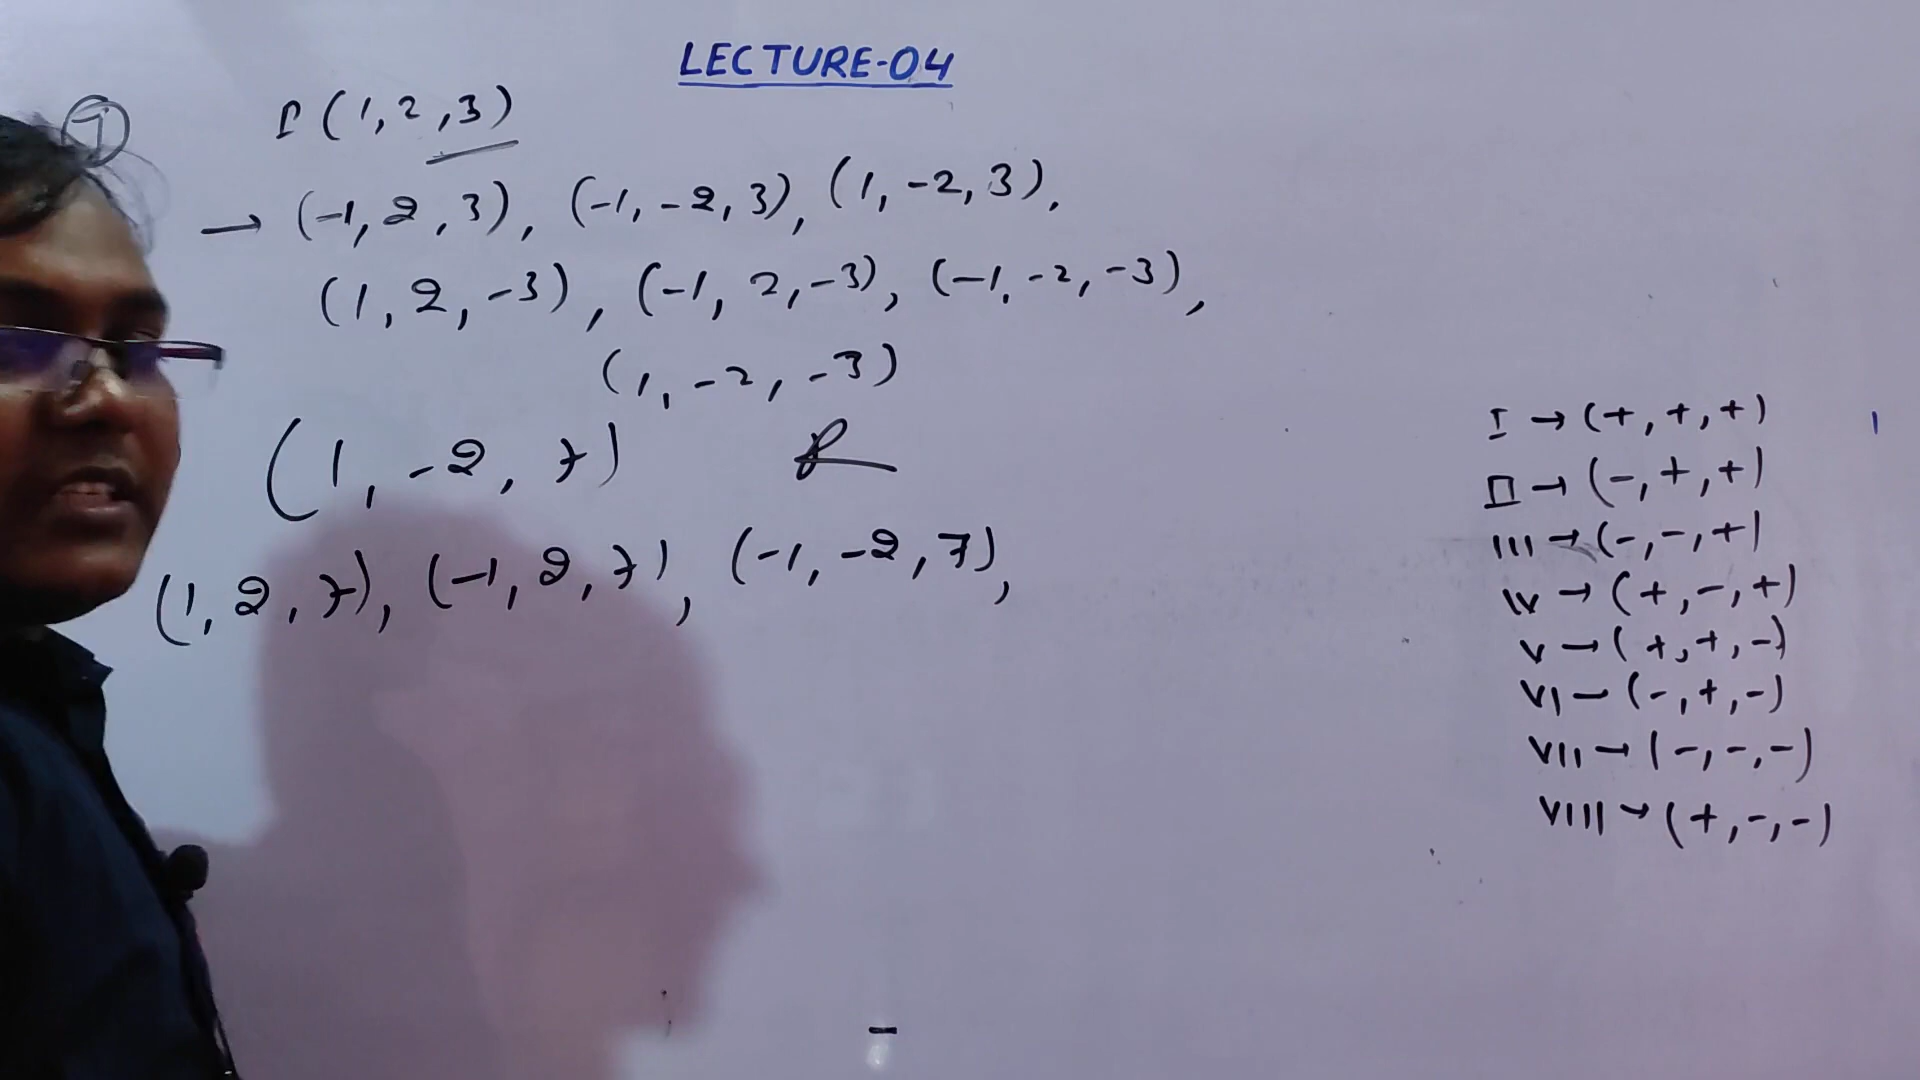 LECTURE-04
① I (1, 2, 3)
→ (-1, 2, 3), (-1, -2, 3), (1, -2, 3).
(1, 2, -3), (-1, 2, -3), (-1, -2, -3),
(1, -2, -3)
(1, -2, 7)
(1, 2, 7), (-1, 2, 7), (-1, -2, 7),
I → (+, +, +)
II → (-, +, +)
III → (-, -, +)
IV → (+, -, +)
V → (+, +, -)
VI → (-, +, -)
VII → (-, -, -)
VIII → (+, -, -)